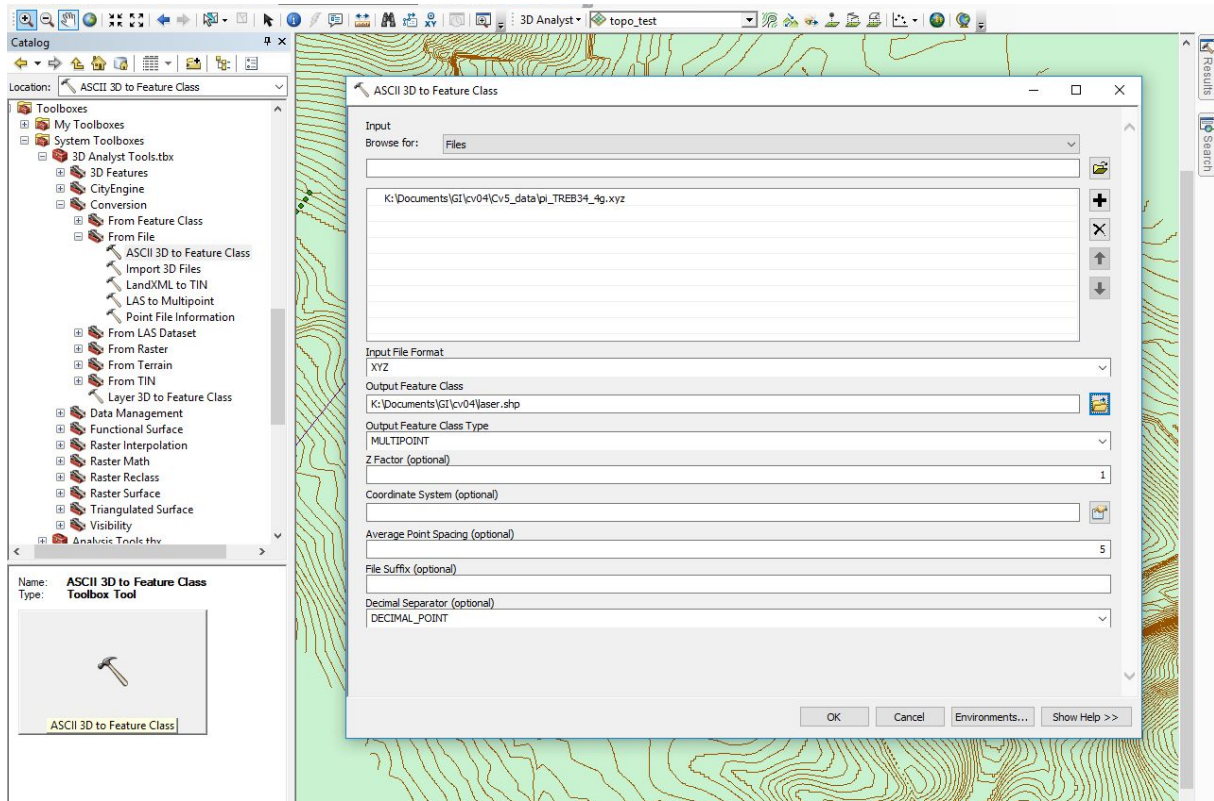 3D Analyst
topo_test
Catalog
Location: ASCII 3D to Feature Class
Toolboxes
My Toolboxes
System Toolboxes
3D Analyst Tools.tbx
3D Features
CityEngine
Conversion
From Feature Class
From File
ASCII 3D to Feature Class
Import 3D Files
LandXML to TIN
LAS to Multipoint
Point File Information
From LAS Dataset
From Raster
From Terrain
From TIN
Layer 3D to Feature Class
Data Management
Functional Surface
Raster Interpolation
Raster Math
Raster Reclass
Raster Surface
Triangulated Surface
Visibility
Analysis Tools.tbx
Name: ASCII 3D to Feature Class
Type: Toolbox Tool
ASCII 3D to Feature Class
ASCII 3D to Feature Class
Input
Browse for: Files
K:\Documents\GI\cv04\Cv5_data\pi_TREB34_4g.xyz
Input File Format
XYZ
Output Feature Class
K:\Documents\GI\cv04\laser.shp
Output Feature Class Type
MULTIPOINT
Z Factor (optional)
1
Coordinate System (optional)
Average Point Spacing (optional)
5
File Suffix (optional)
Decimal Separator (optional)
DECIMAL_POINT
OK Cancel Environments... Show Help >>
Results
Search